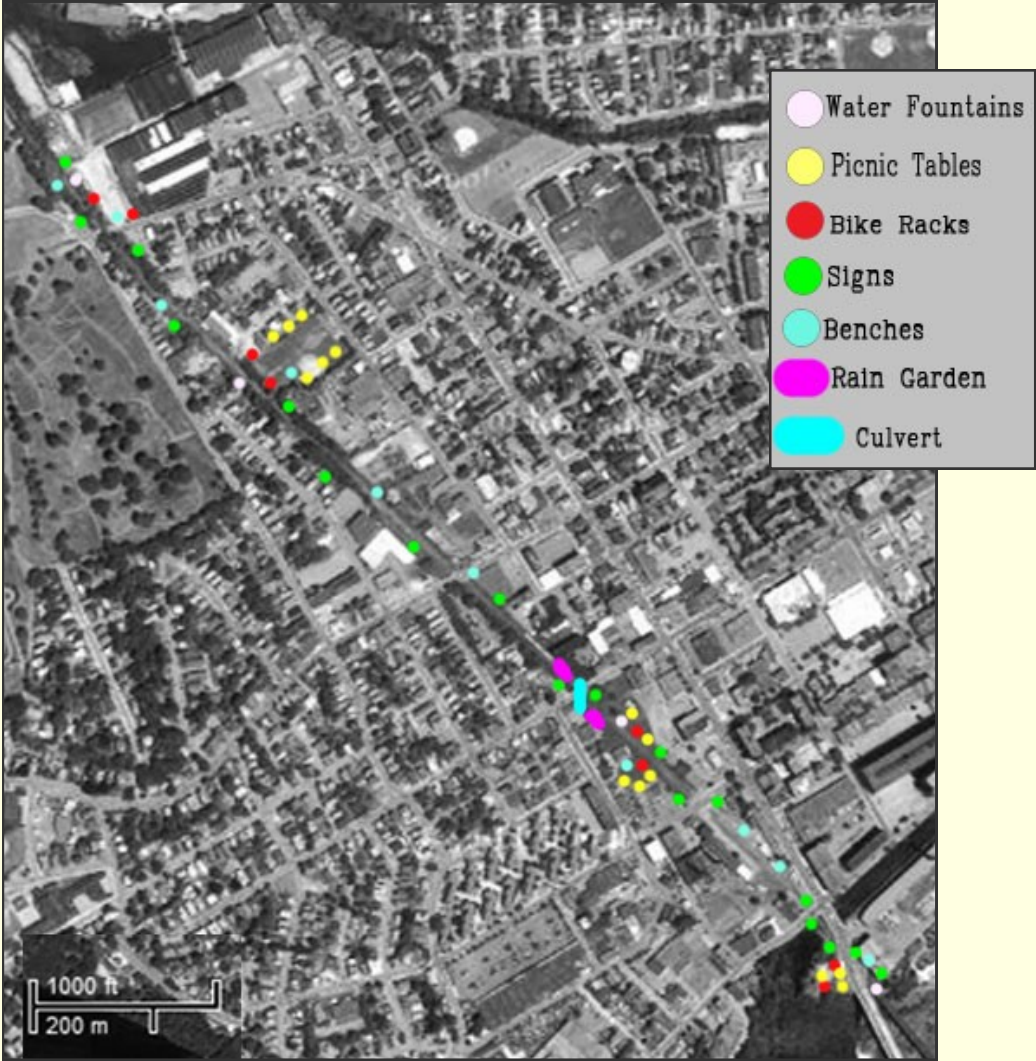 Water Fountains
Picnic Tables
Bike Racks
Signs
Benches
Rain Garden
Culvert
1000 ft
200 m